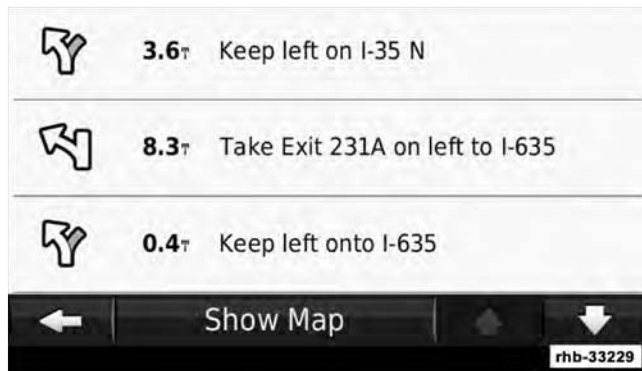 3.6 Keep left on I-35 N
8.3 Take Exit 231A on left to I-635
0.4 Keep left onto I-635
Show Map
rhb-33229